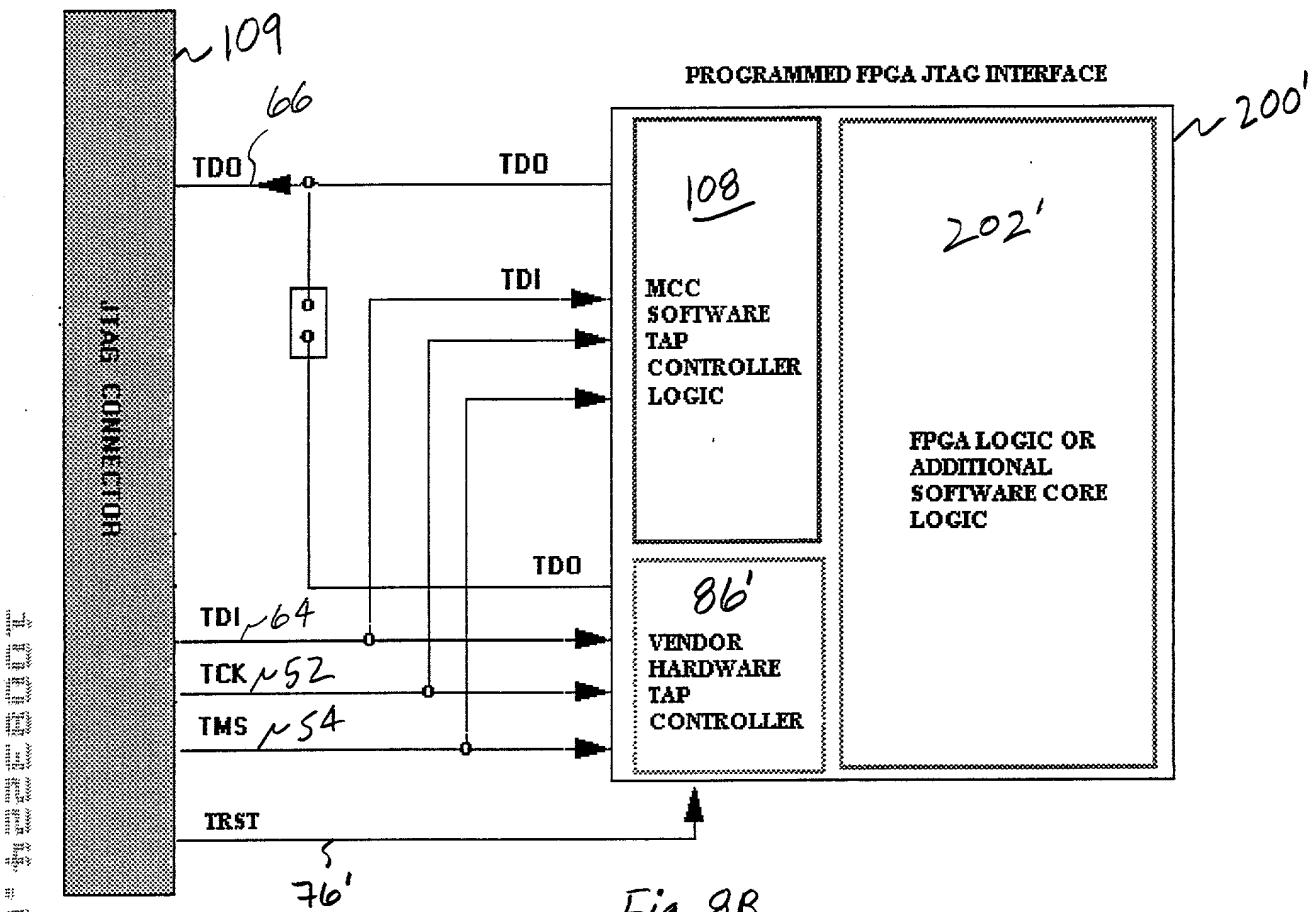 109
PROGRAMMED FPGA JTAG INTERFACE
200'
66
TDO
TDO
108
202'
TDI
MCC
SOFTWARE
TAP
CONTROLLER
LOGIC
JTAG CONNECTOR
FPGA LOGIC OR
ADDITIONAL
SOFTWARE CORE
LOGIC
TDO
86'
TDI 64
VENDOR
HARDWARE
TAP
CONTROLLER
TCK 52
TMS 54
TRST
76'